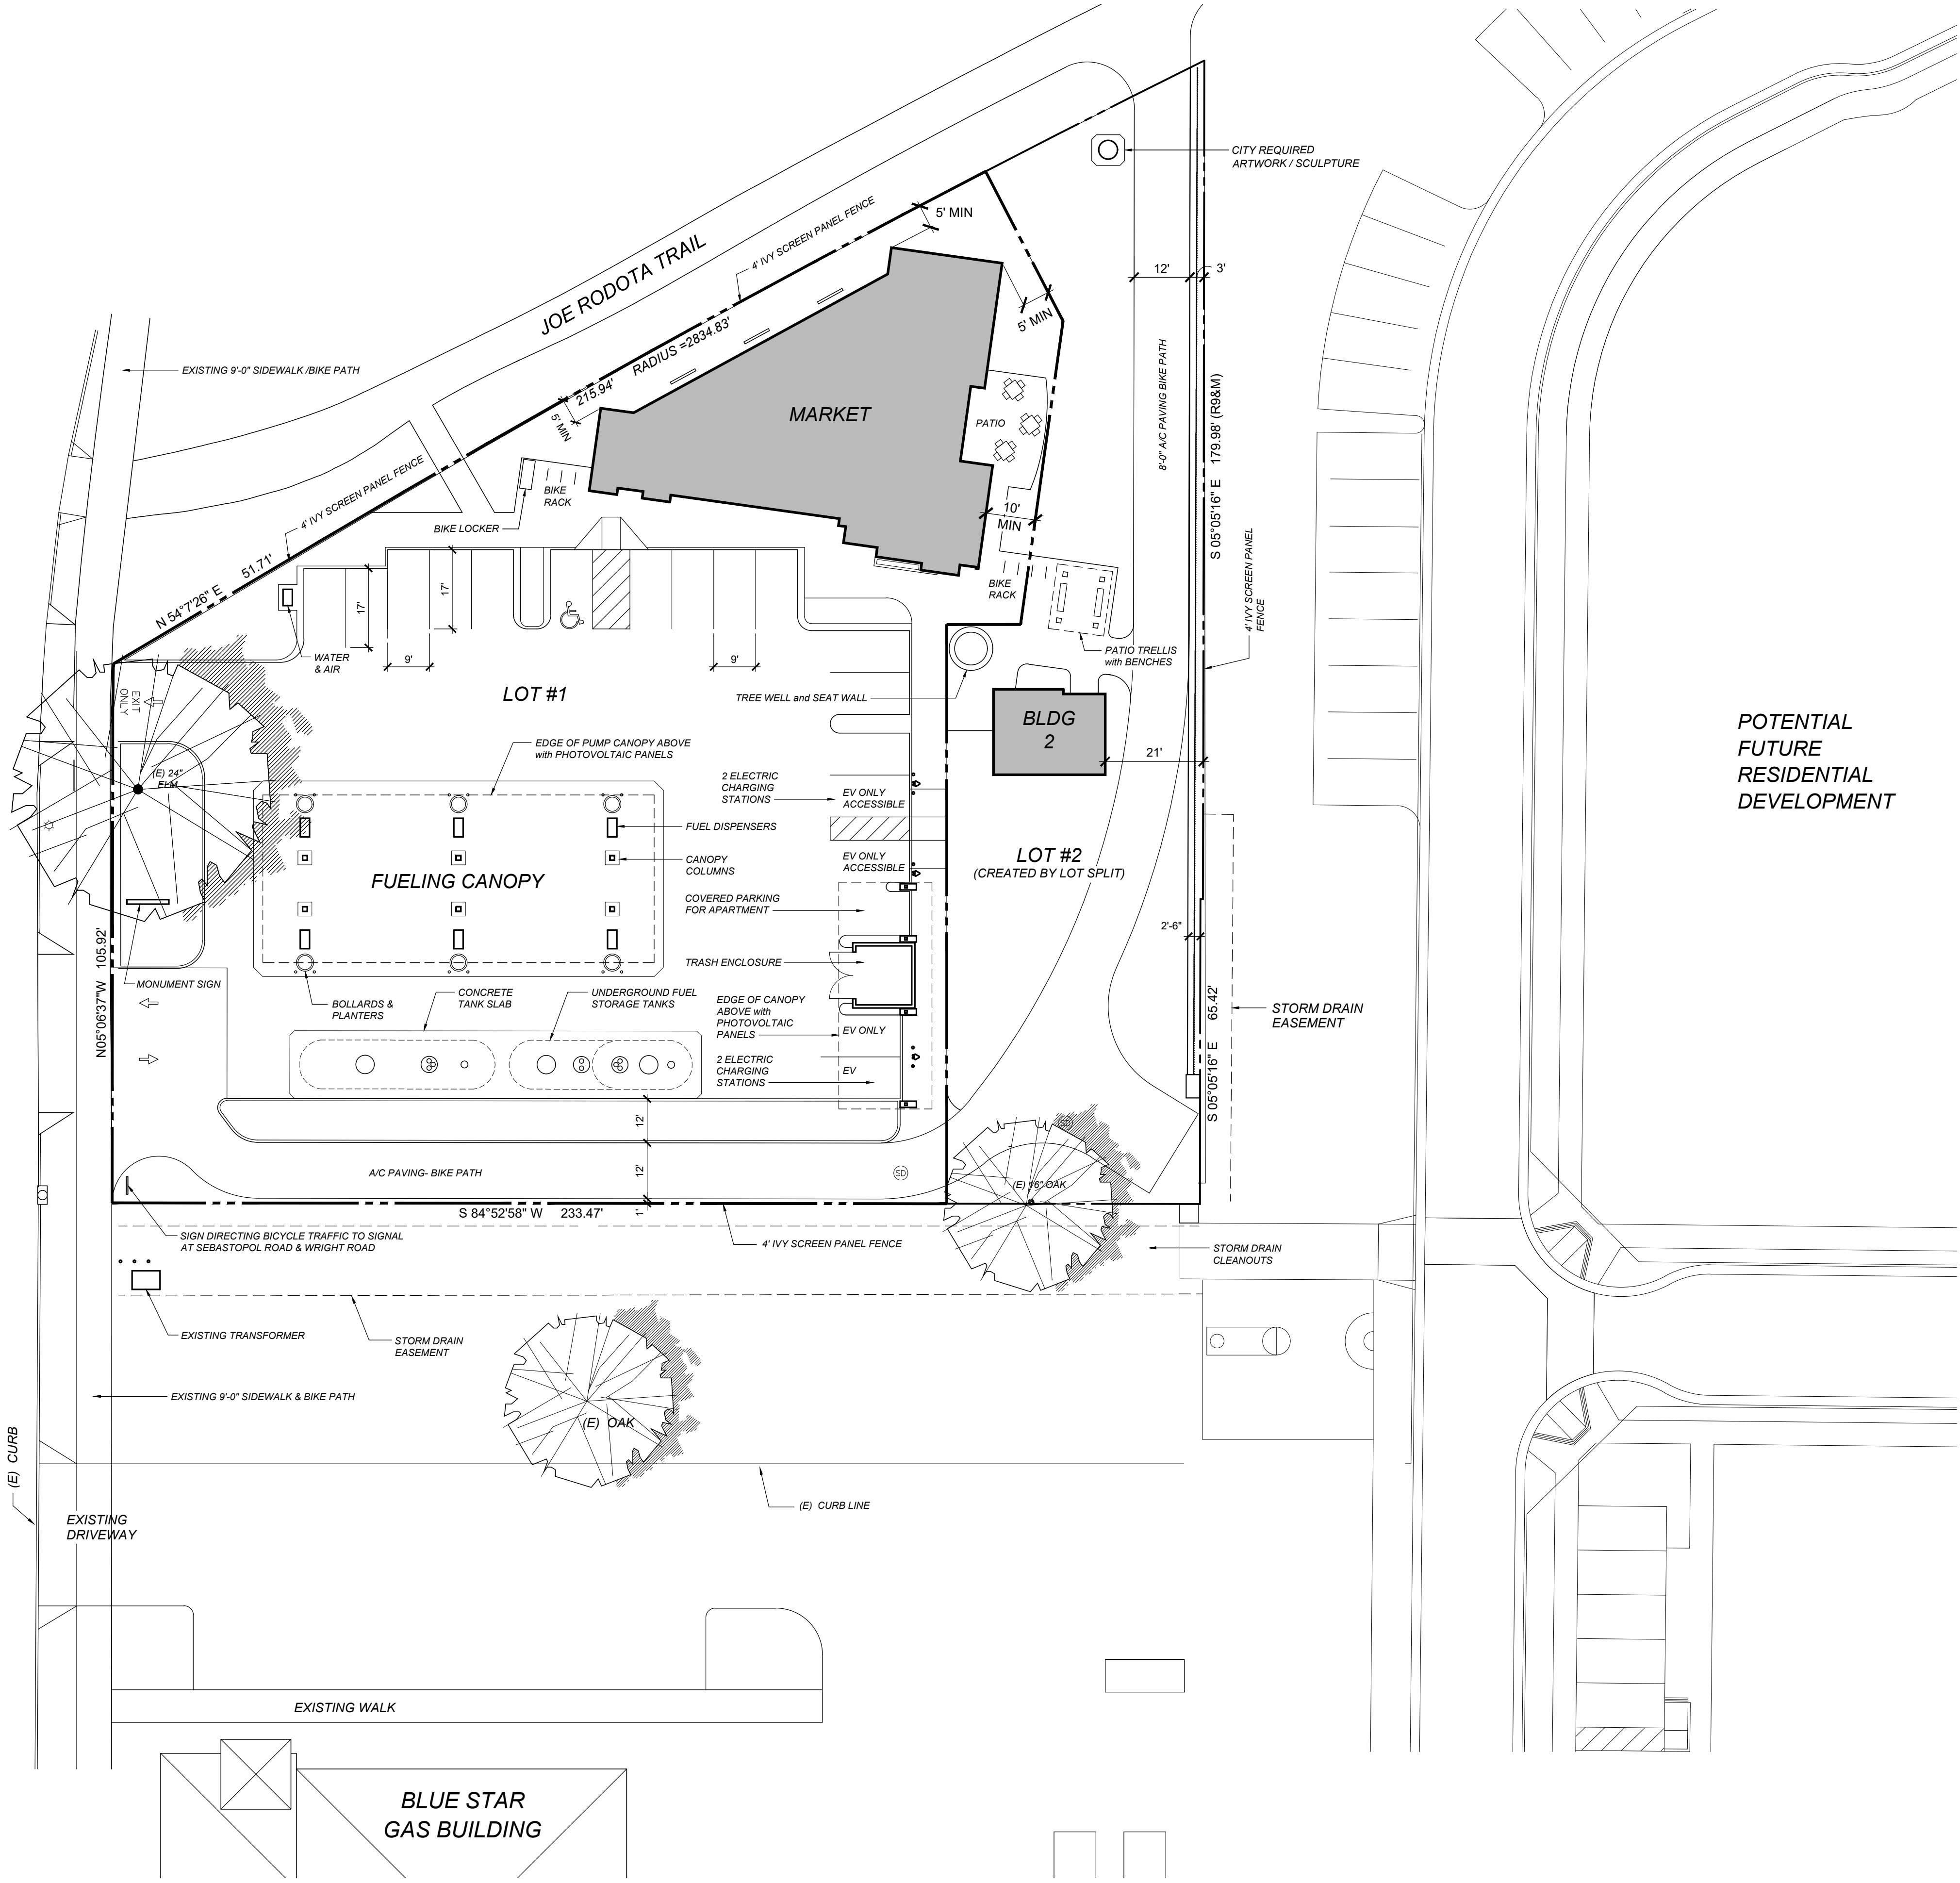 CITY REQUIRED
ARTWORK / SCULPTURE
5' MIN
4' IVY SCREEN PANEL FENCE
JOE RODOTA TRAIL
12'
3'
5' MIN
RADIUS =2834.83'
215.94'
5' MIN
EXISTING 9'-0" SIDEWALK /BIKE PATH
MARKET
PATIO
8'-0" A/C PAVING BIKE PATH
S 05°05'16" E 179.98' (R9&M)
4' IVY SCREEN PANEL FENCE
BIKE
RACK
BIKE LOCKER
10'
MIN
N 54°7'26" E 51.71'
17'
17'
BIKE
RACK
4' IVY SCREEN PANEL
FENCE
WATER
& AIR
9'
9'
PATIO TRELLIS
with BENCHES
EXIT
ONLY
LOT #1
TREE WELL and SEAT WALL
BLDG
2
21'
POTENTIAL
FUTURE
RESIDENTIAL
DEVELOPMENT
EDGE OF PUMP CANOPY ABOVE
with PHOTOVOLTAIC PANELS
(E) 24"
ELM
2 ELECTRIC
CHARGING
STATIONS
EV ONLY
ACCESSIBLE
FUEL DISPENSERS
CANOPY
COLUMNS
EV ONLY
ACCESSIBLE
LOT #2
(CREATED BY LOT SPLIT)
FUELING CANOPY
COVERED PARKING
FOR APARTMENT
2'-6"
TRASH ENCLOSURE
MONUMENT SIGN
N05°06'37"W 105.92'
BOLLARDS &
PLANTERS
CONCRETE
TANK SLAB
UNDERGROUND FUEL
STORAGE TANKS
EDGE OF CANOPY
ABOVE with
PHOTOVOLTAIC
PANELS
EV ONLY
STORM DRAIN
EASEMENT
S 05°05'16" E 65.42'
2 ELECTRIC
CHARGING
STATIONS
EV
12'
SD
A/C PAVING- BIKE PATH
12'
SD
(E) 16" OAK
S 84°52'58" W 233.47'
1'
SIGN DIRECTING BICYCLE TRAFFIC TO SIGNAL
AT SEBASTOPOL ROAD & WRIGHT ROAD
4' IVY SCREEN PANEL FENCE
STORM DRAIN
CLEANOUTS
EXISTING TRANSFORMER
STORM DRAIN
EASEMENT
EXISTING 9'-0" SIDEWALK & BIKE PATH
(E) OAK
(E) CURB
(E) CURB LINE
EXISTING
DRIVEWAY
EXISTING WALK
BLUE STAR
GAS BUILDING